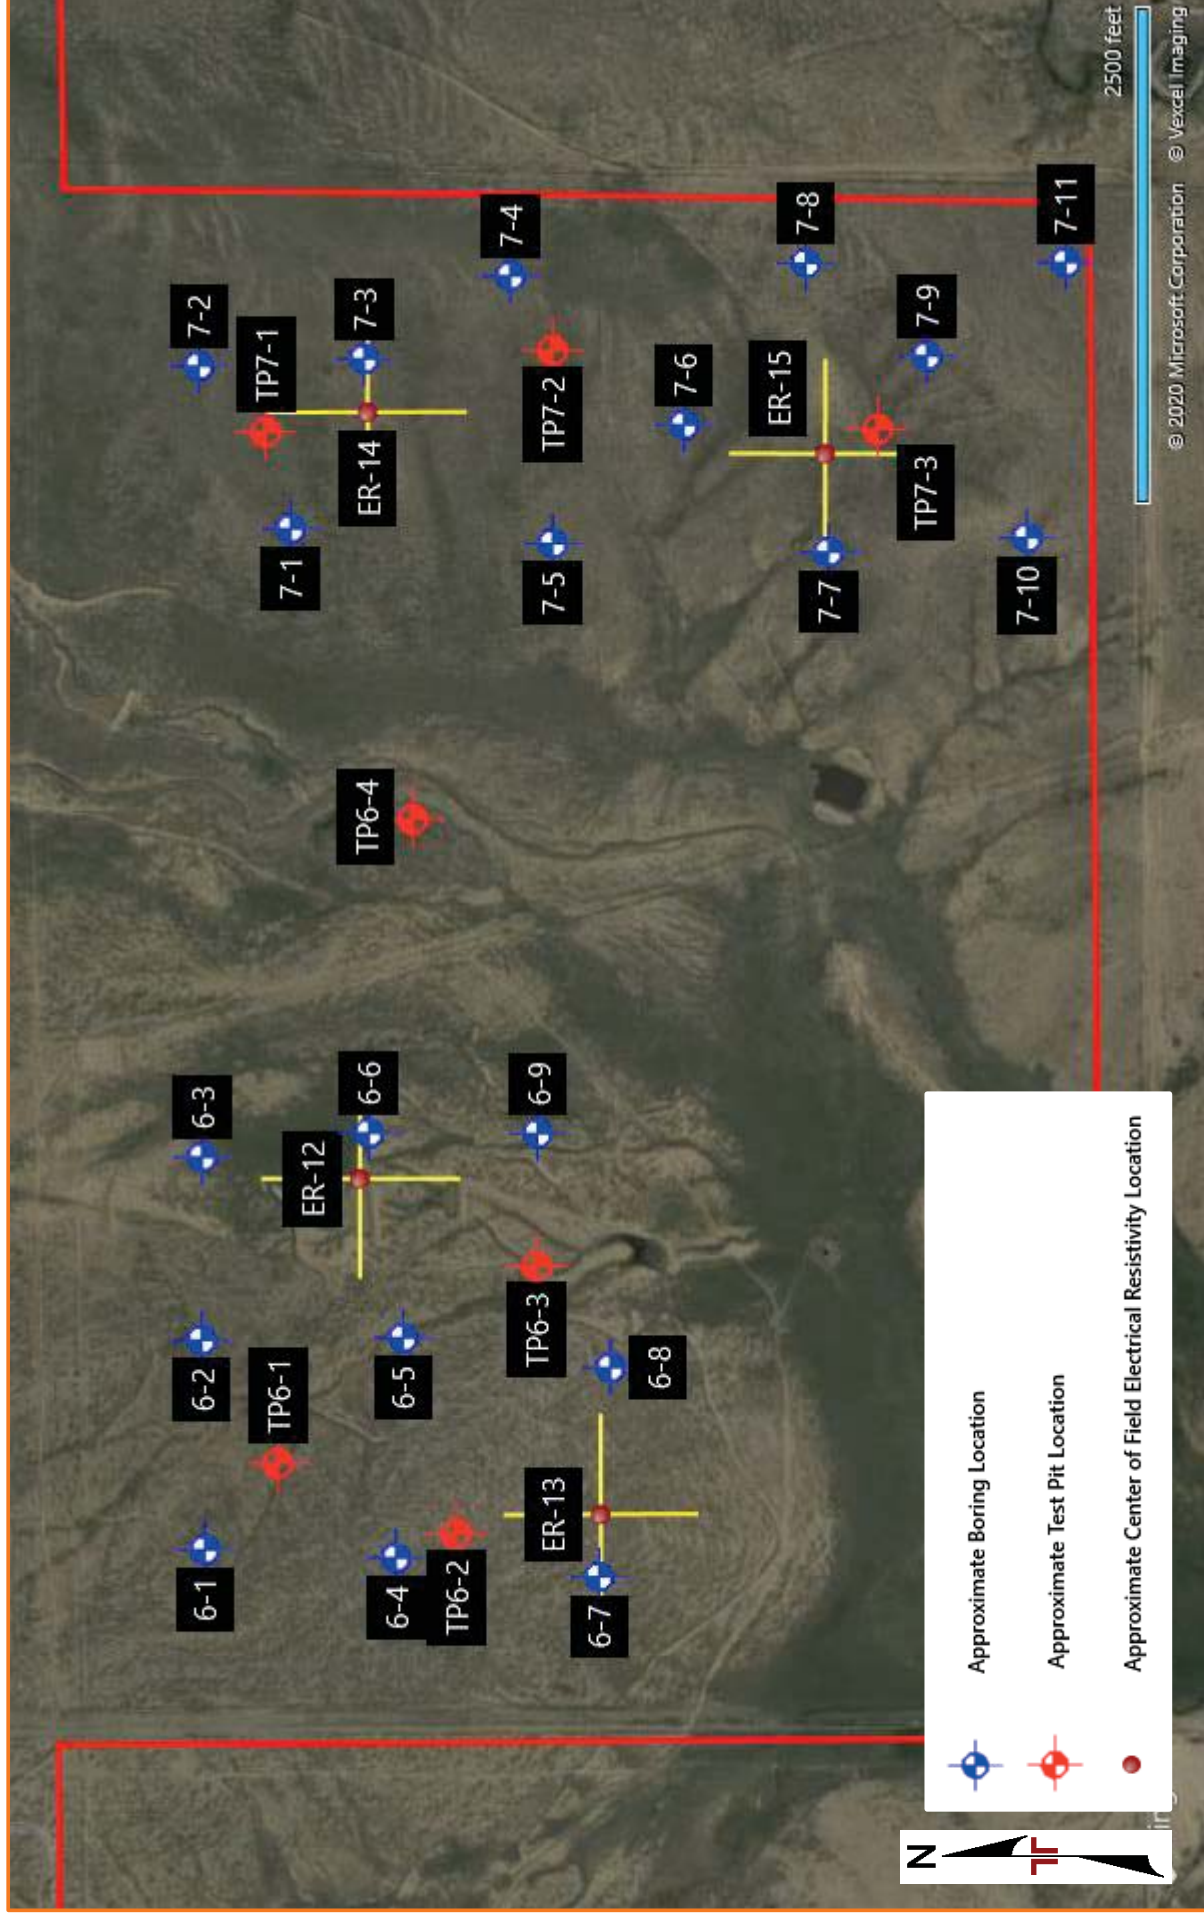 6-1
6-2
6-3
TP6-1
ER-12
6-6
6-4
6-5
TP6-2
TP6-3
6-9
ER-13
6-7
6-8
TP6-4
7-2
TP7-1
7-1
ER-14
7-3
7-4
TP7-2
7-5
7-6
ER-15
7-8
7-7
TP7-3
7-9
7-10
7-11
N
Approximate Boring Location
Approximate Test Pit Location
Approximate Center of Field Electrical Resistivity Location
2500 feet
© 2020 Microsoft Corporation © Vexcel Imaging